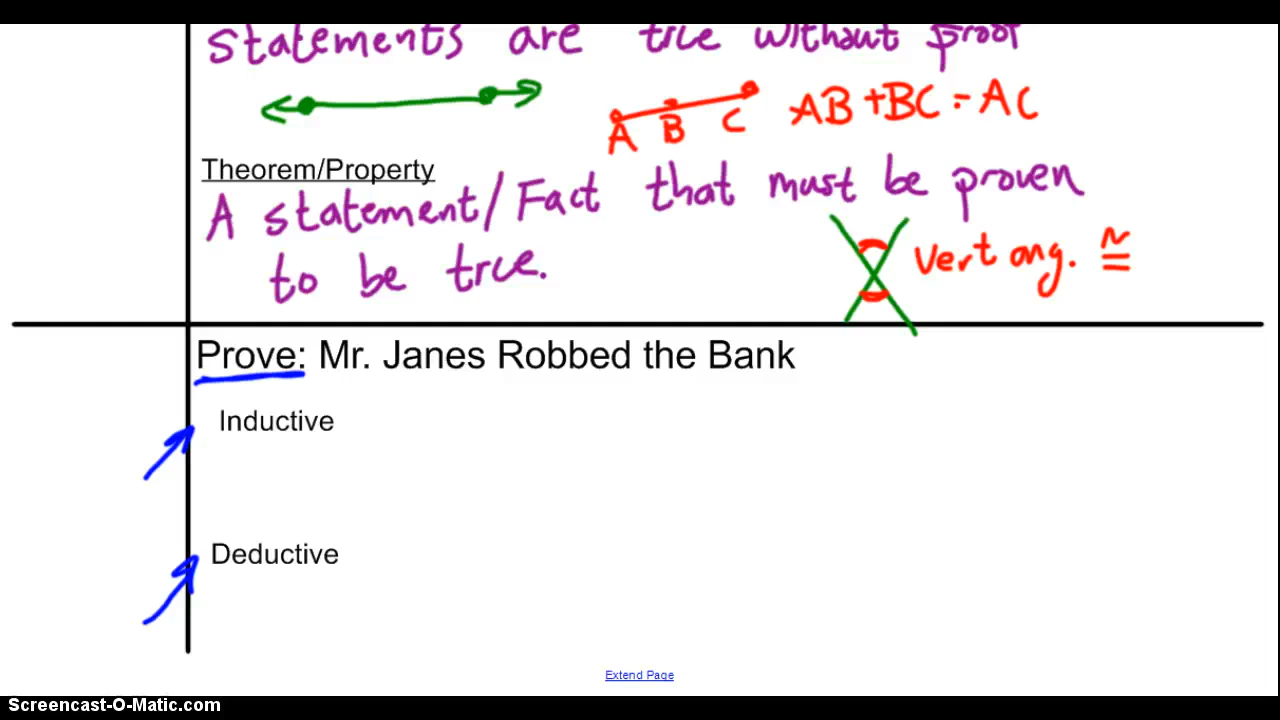 Statements are true without proof
A B C AB + BC = AC
Theorem/Property
A statement/Fact that must be proven
to be true.
vert ang. ≅
Prove: Mr. Janes Robbed the Bank
Inductive
Deductive
Extend Page
Screencast-O-Matic.com